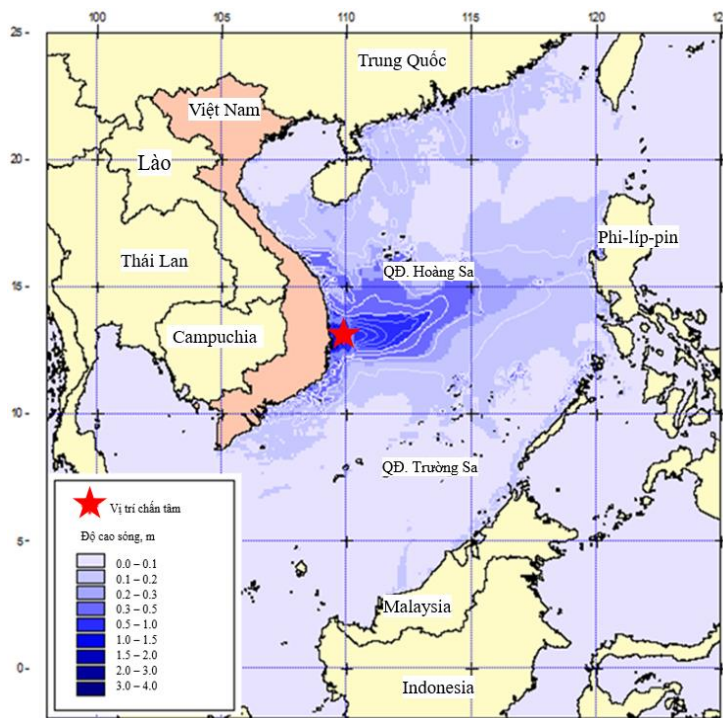 100 105 110 115 120 125
25
20
15
10
5
0
Trung Quốc
Việt Nam
Lào
Phi-líp-pin
Thái Lan
QĐ. Hoàng Sa
Campuchia
QĐ. Trường Sa
Malaysia
Indonesia
Vị trí chấn tâm
Độ cao sóng, m
0.0 – 0.1
0.1 – 0.2
0.2 – 0.3
0.3 – 0.5
0.5 – 1.0
1.0 – 1.5
1.5 – 2.0
2.0 – 3.0
3.0 – 4.0